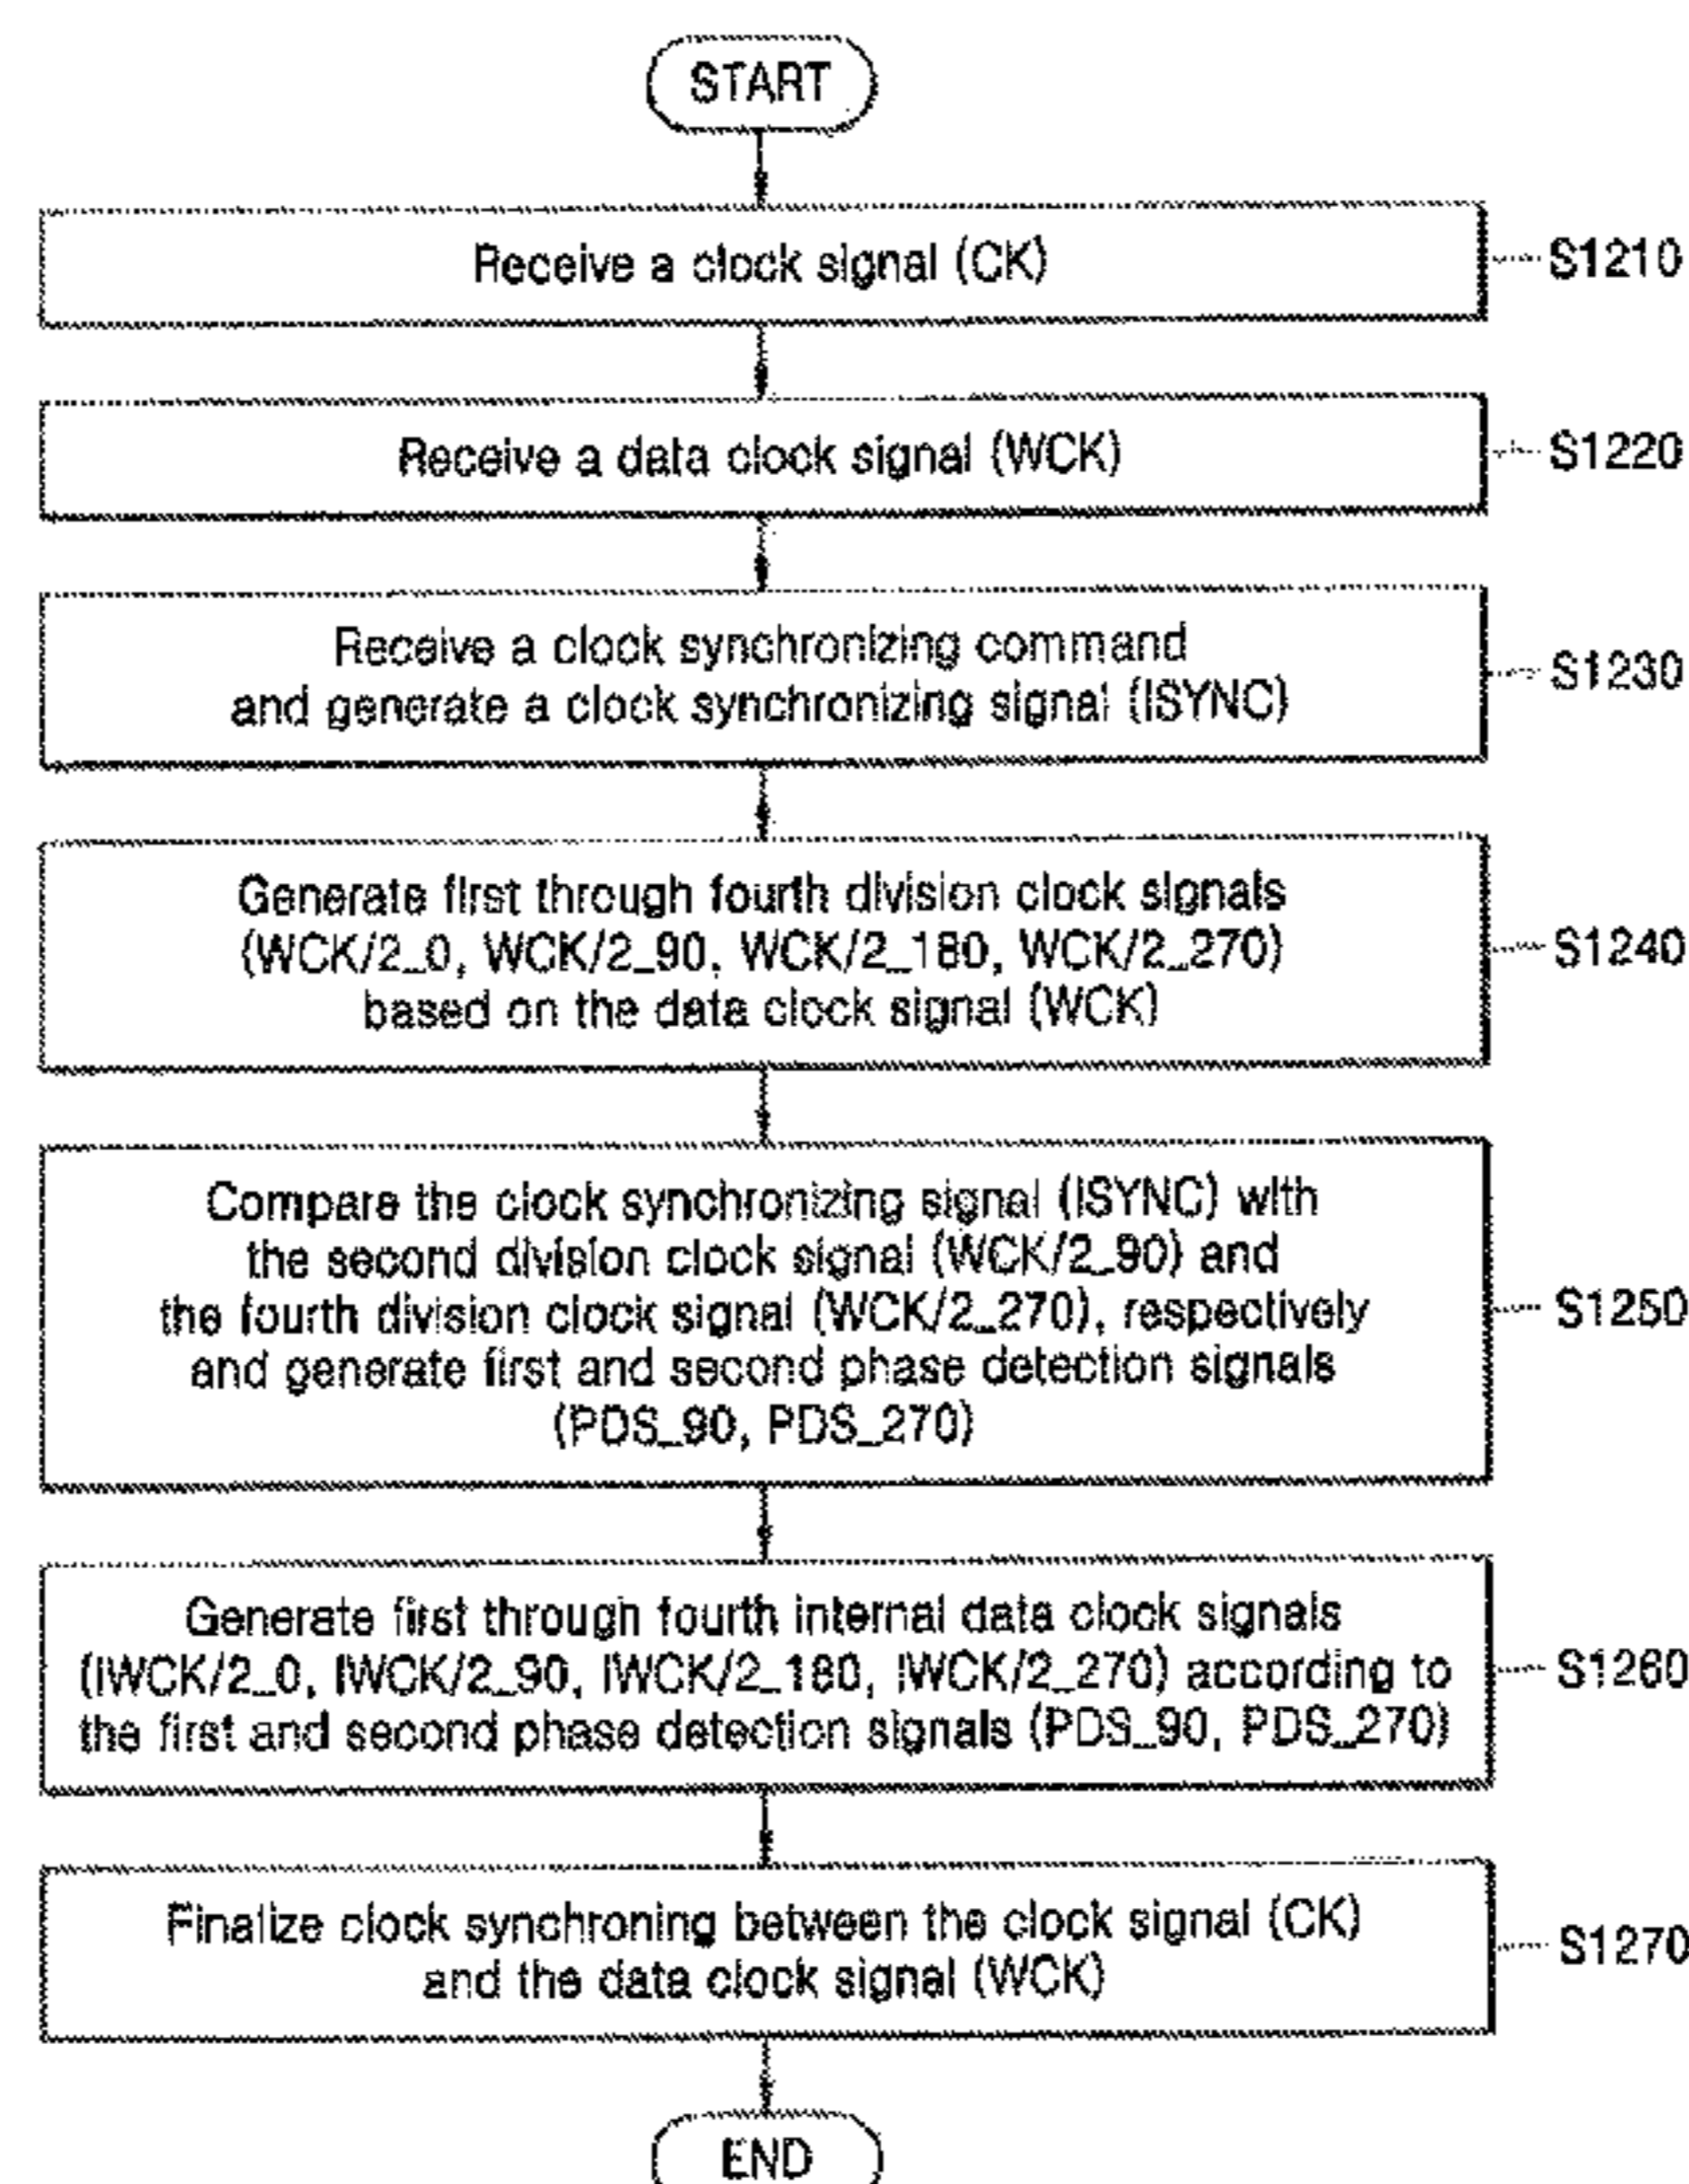 START
Receive a clock signal (CK)
S1210
Receive a data clock signal (WCK)
S1220
Receive a clock synchronizing command
and generate a clock synchronizing signal (ISYNC)
S1230
Generate first through fourth division clock signals
(WCK/2_0, WCK/2_90, WCK/2_180, WCK/2_270)
based on the data clock signal (WCK)
S1240
Compare the clock synchronizing signal (ISYNC) with
the second division clock signal (WCK/2_90) and
the fourth division clock signal (WCK/2_270), respectively
and generate first and second phase detection signals
(PDS_90, PDS_270)
S1250
Generate first through fourth internal data clock signals
(IWCK/2_0, IWCK/2_90, IWCK/2_180, IWCK/2_270) according to
the first and second phase detection signals (PDS_90, PDS_270)
S1260
Finalize clock synchroning between the clock signal (CK)
and the data clock signal (WCK)
S1270
END